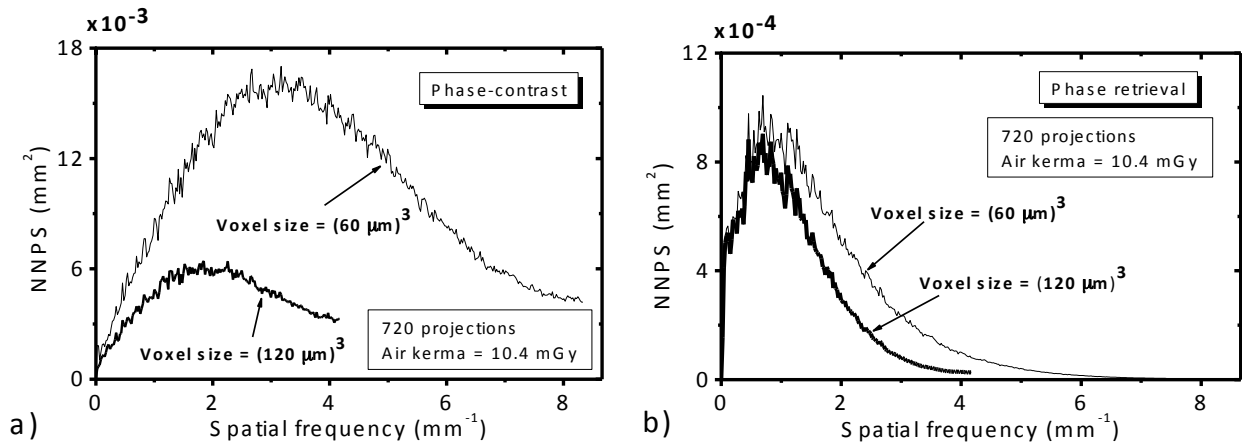 x10⁻³
18
12
6
0
NNPS (mm²)
Phase-contrast
Voxel size = (60 µm)³
Voxel size = (120 µm)³
720 projections
Air kerma = 10.4 mGy
0 2 4 6 8
Spatial frequency (mm⁻¹)
a)
x10⁻⁴
12
8
4
0
NNPS (mm²)
Phase retrieval
720 projections
Air kerma = 10.4 mGy
Voxel size = (60 µm)³
Voxel size = (120 µm)³
0 2 4 6 8
Spatial frequency (mm⁻¹)
b)